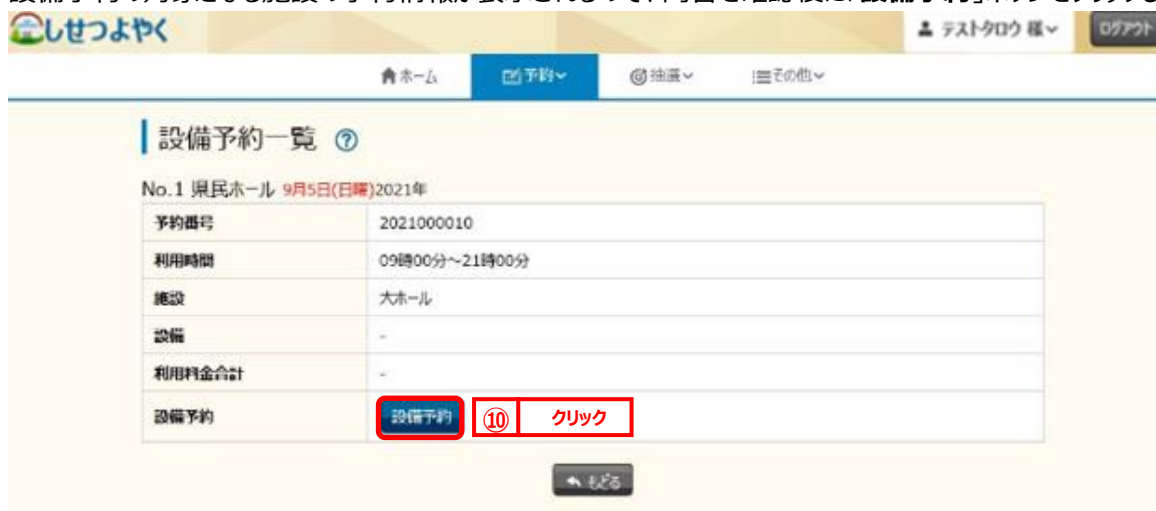 しせつよやく
テストタロウ 様
ログアウト
ホーム 予約 抽選 その他
設備予約一覧 ?
No.1 県民ホール 9月5日(日曜)2021年
予約番号 2021000010
利用時間 09時00分～21時00分
施設 大ホール
設備 -
利用料金合計 -
設備予約 設備予約 ⑩ クリック
もどる